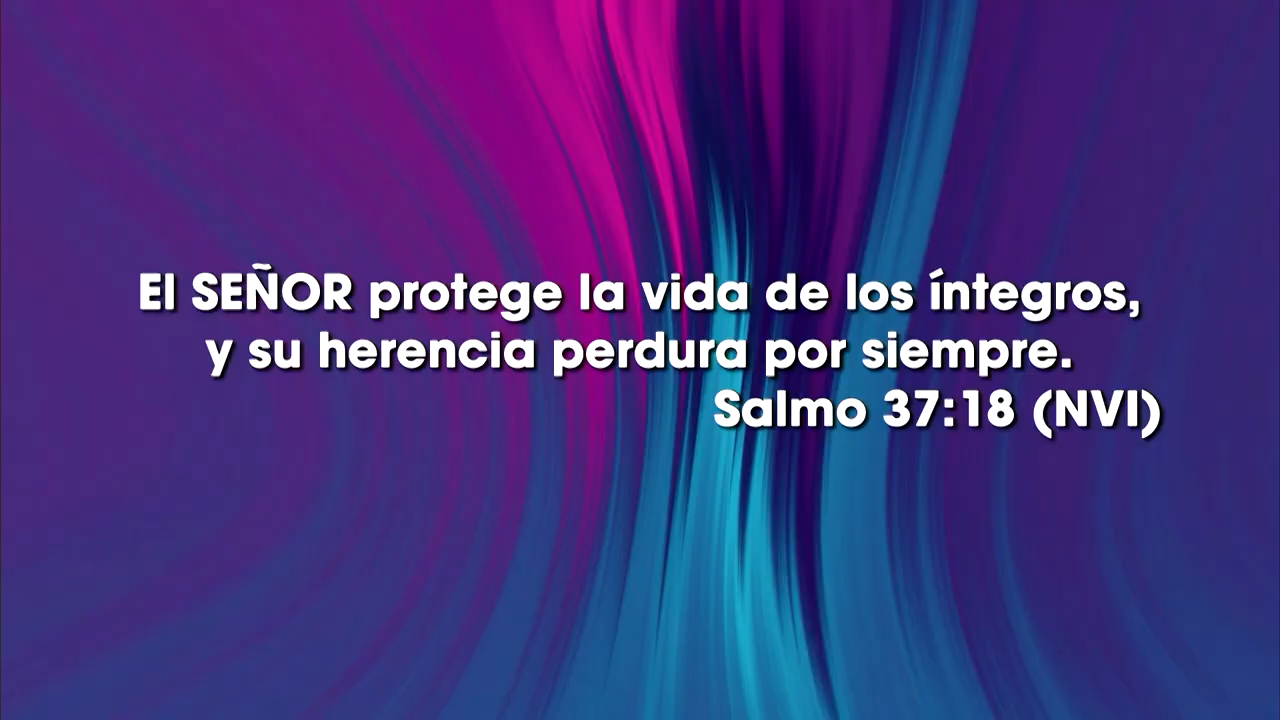 El SEÑOR protege la vida de los íntegros,
y su herencia perdura por siempre.
Salmo 37:18 (NVI)